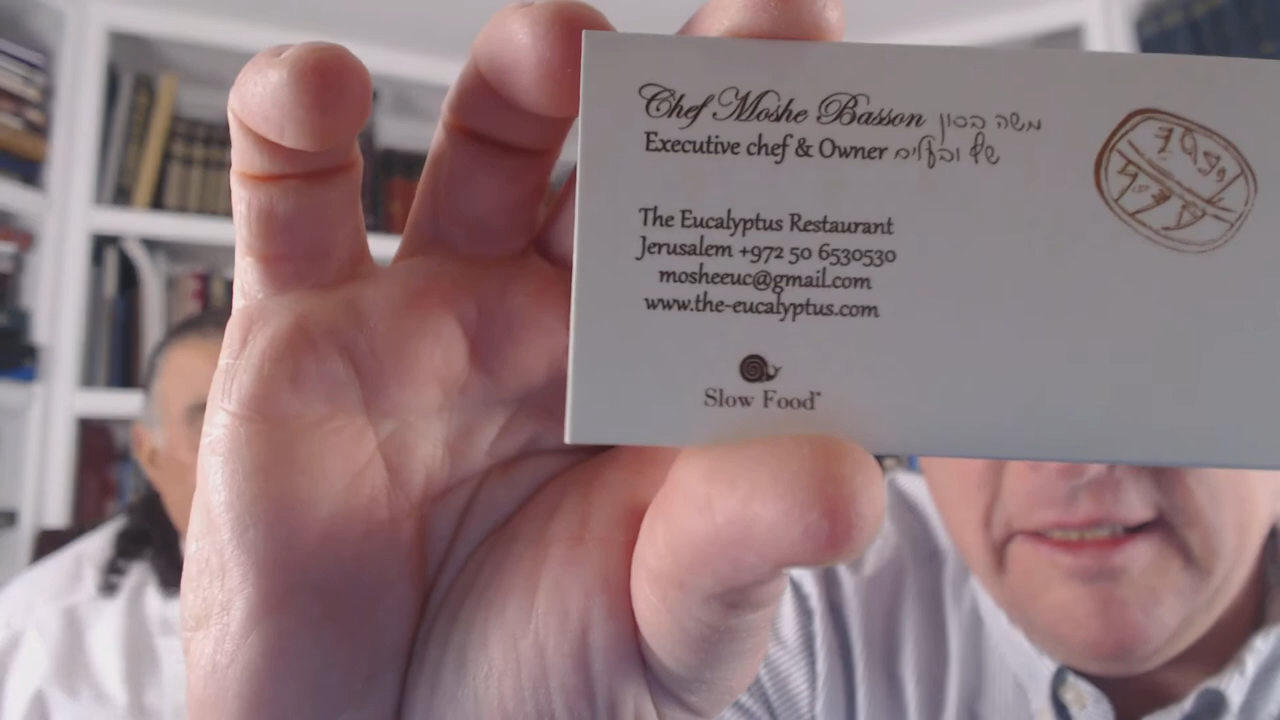 Chef Moshe Basson משה בסון
Executive chef & Owner שף ובעלים
The Eucalyptus Restaurant
Jerusalem +972 50 6530530
mosheeuc@gmail.com
www.the-eucalyptus.com
Slow Food®